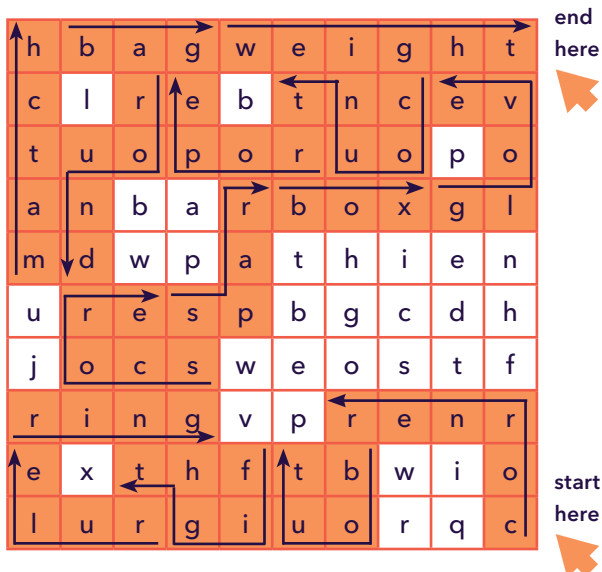 h b a g w e i g h t
end here
c l r e b t n c e v
t u o p o r u o p o
a n b a r b o x g l
m d w p a t h i e n
u r e s p b g c d h
j o c s w e o s t f
r i n g v p r e n r
e x t h f t b w i o
start here
l u r g i u o r q c